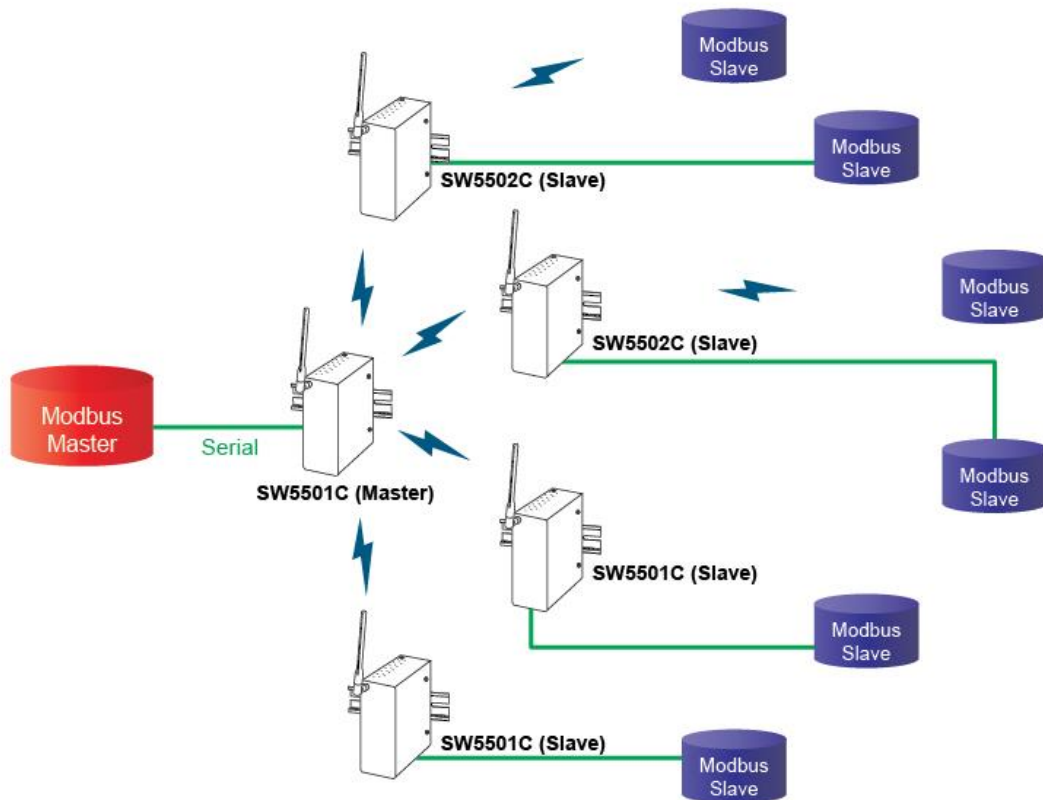 Modbus
Slave
Modbus
Slave
SW5502C (Slave)
Modbus
Slave
SW5502C (Slave)
Modbus
Master
Serial
SW5501C (Master)
Modbus
Slave
SW5501C (Slave)
Modbus
Slave
SW5501C (Slave)
Modbus
Slave